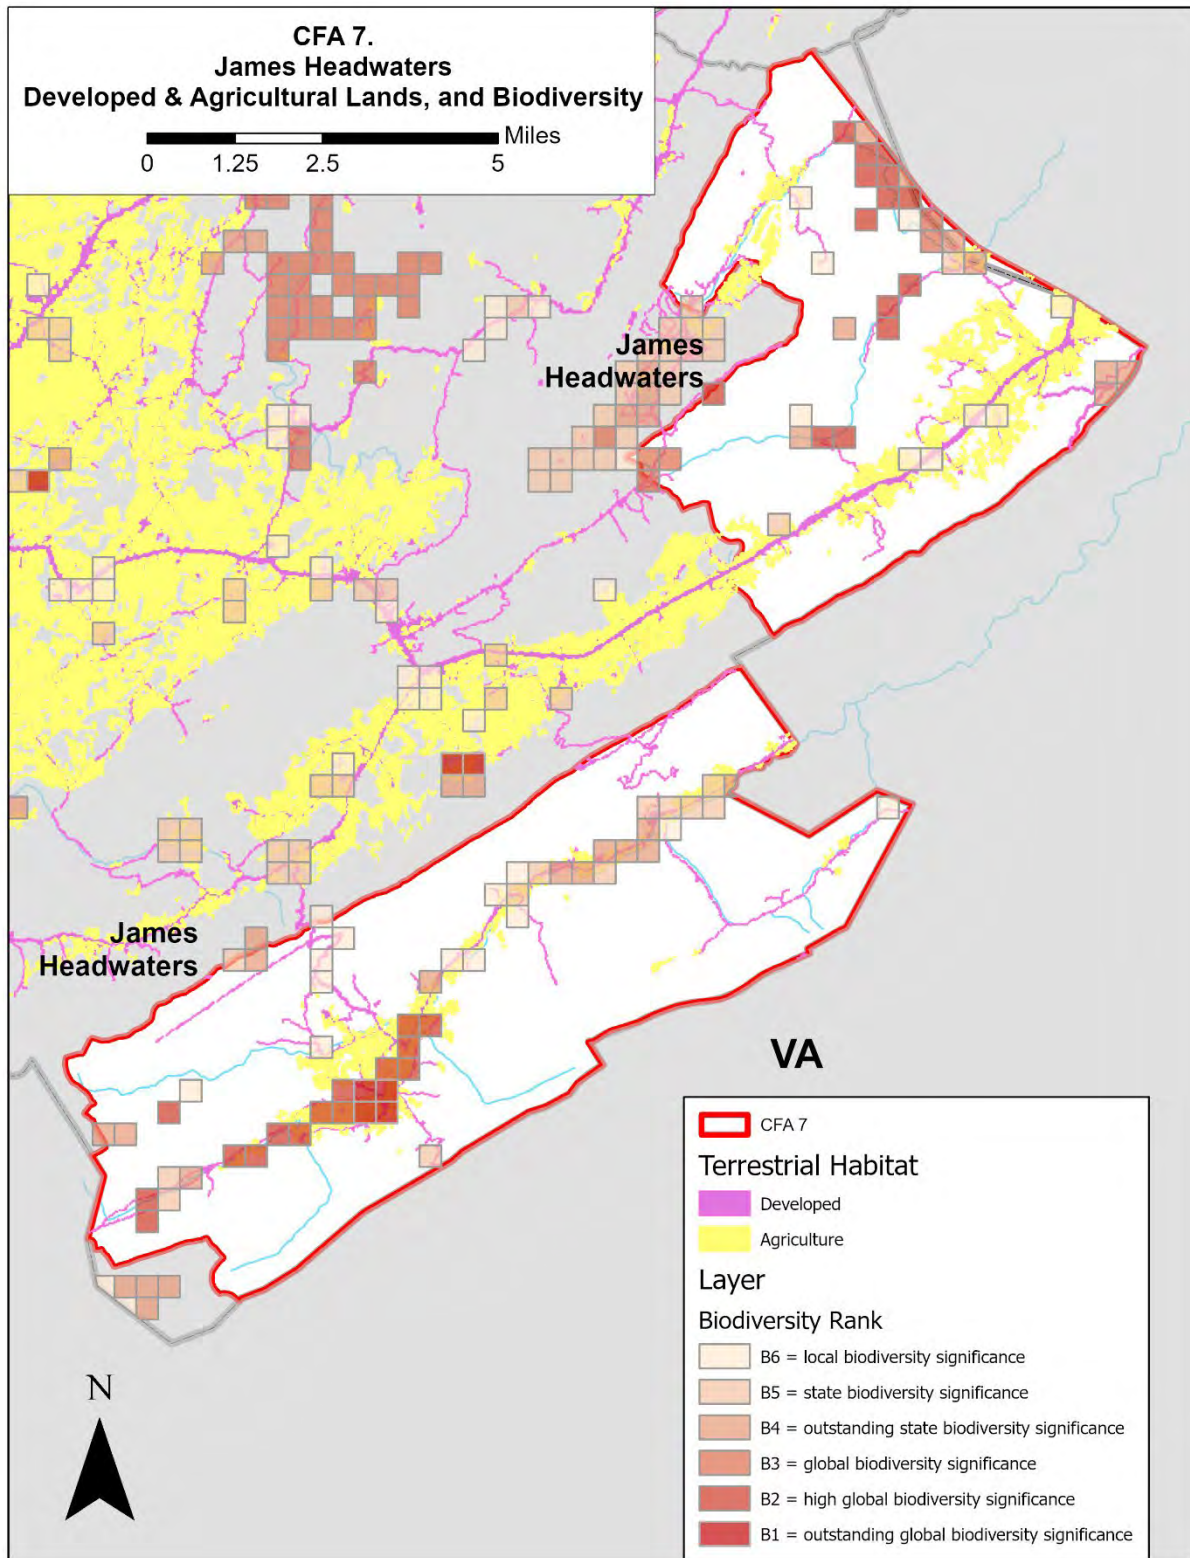 CFA 7.
James Headwaters
Developed & Agricultural Lands, and Biodiversity
Miles
0 1.25 2.5 5
James
Headwaters
James
Headwaters
VA
N
CFA 7
Terrestrial Habitat
Developed
Agriculture
Layer
Biodiversity Rank
B6 = local biodiversity significance
B5 = state biodiversity significance
B4 = outstanding state biodiversity significance
B3 = global biodiversity significance
B2 = high global biodiversity significance
B1 = outstanding global biodiversity significance